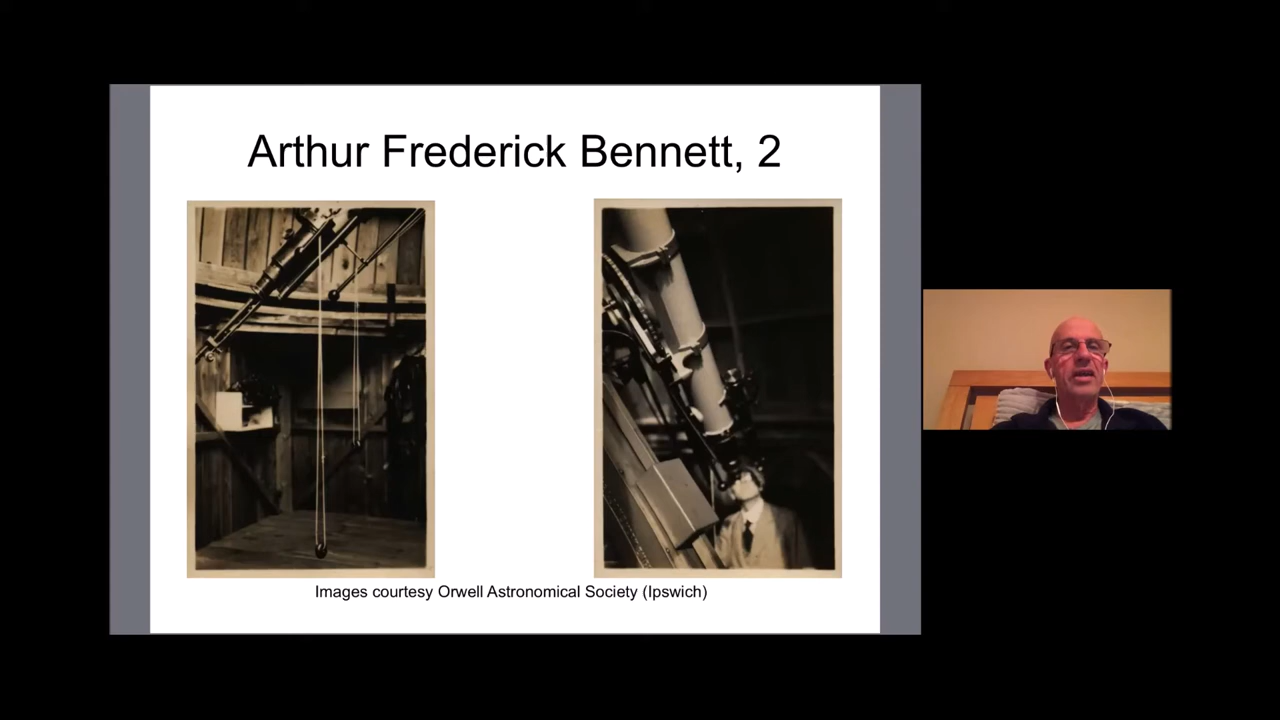 Arthur Frederick Bennett, 2
Images courtesy Orwell Astronomical Society (Ipswich)